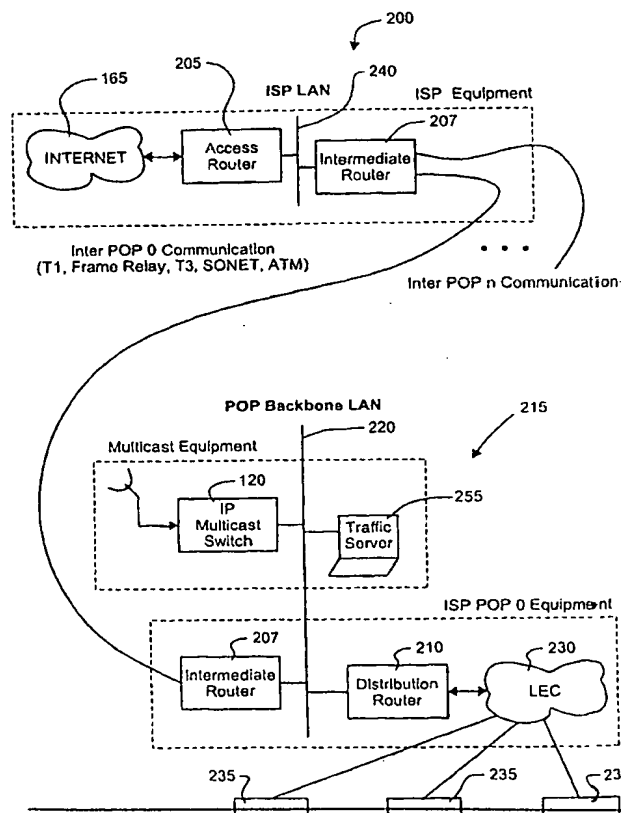 200
165
205
ISP LAN
240
ISP Equipment
207
INTERNET
Access
Router
Intermediate
Router
Inter POP 0 Communication
(T1, Frame Relay, T3, SONET, ATM)
Inter POP n Communication
POP Backbone LAN
215
Multicast Equipment
220
120
255
IP
Multicast
Switch
Traffic
Server
ISP POP 0 Equipment
207
210
230
Intermediate
Router
Distribution
Router
LEC
235
235
23